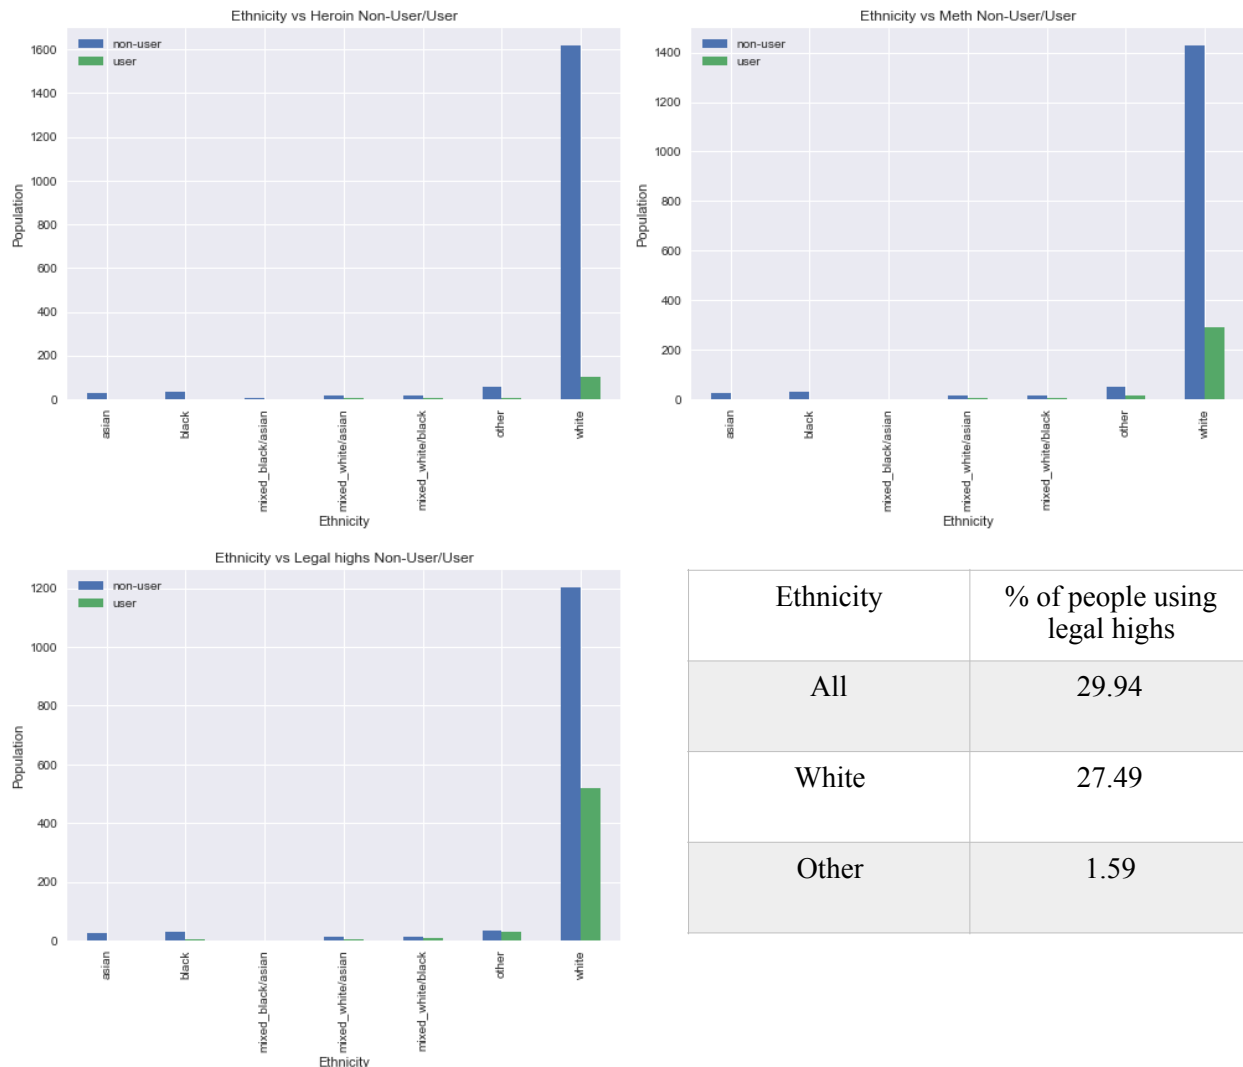 Ethnicity vs Heroin Non-User/User
non-user
user
1600
1400
1200
1000
800
600
400
200
0
Population
asian
black
mixed_black/asian
mixed_white/asian
mixed_white/black
other
white
Ethnicity
Ethnicity vs Meth Non-User/User
non-user
user
1400
1200
1000
800
600
400
200
0
Population
asian
black
mixed_black/asian
mixed_white/asian
mixed_white/black
other
white
Ethnicity
Ethnicity vs Legal highs Non-User/User
non-user
user
1200
1000
800
600
400
200
0
Population
asian
black
mixed_black/asian
mixed_white/asian
mixed_white/black
other
white
Ethnicity
Ethnicity
% of people using
legal highs
All
29.94
White
27.49
Other
1.59